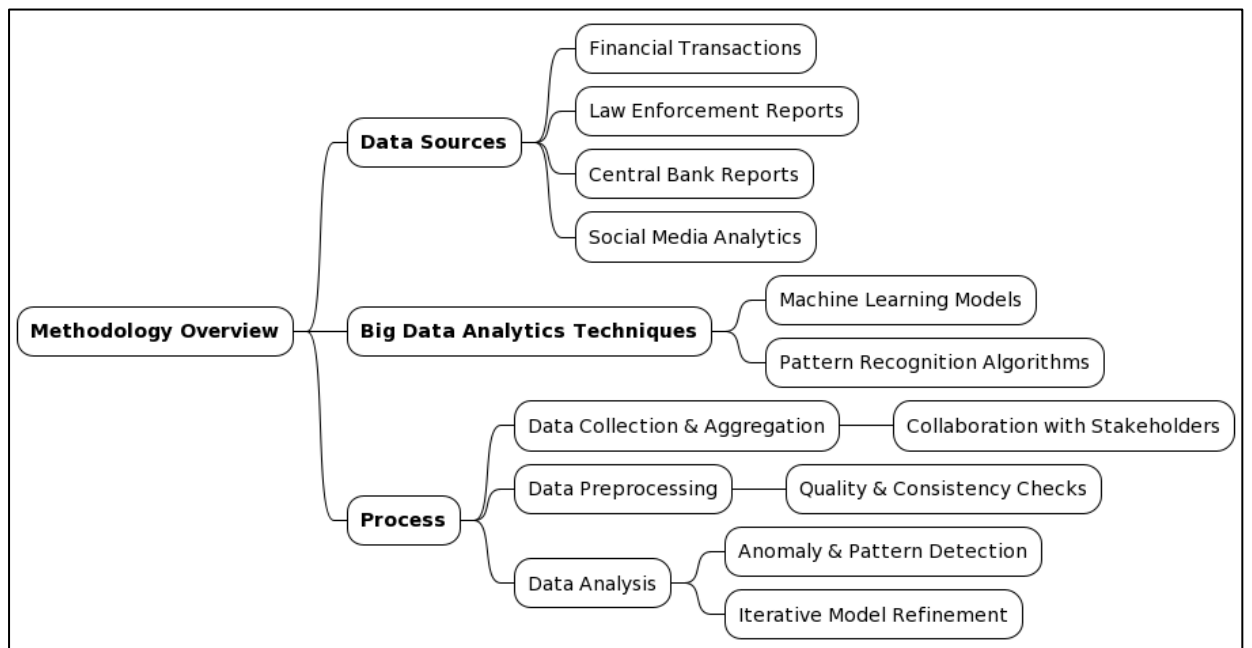 Methodology Overview
Data Sources
Financial Transactions
Law Enforcement Reports
Central Bank Reports
Social Media Analytics
Big Data Analytics Techniques
Machine Learning Models
Pattern Recognition Algorithms
Process
Data Collection & Aggregation
Collaboration with Stakeholders
Data Preprocessing
Quality & Consistency Checks
Data Analysis
Anomaly & Pattern Detection
Iterative Model Refinement